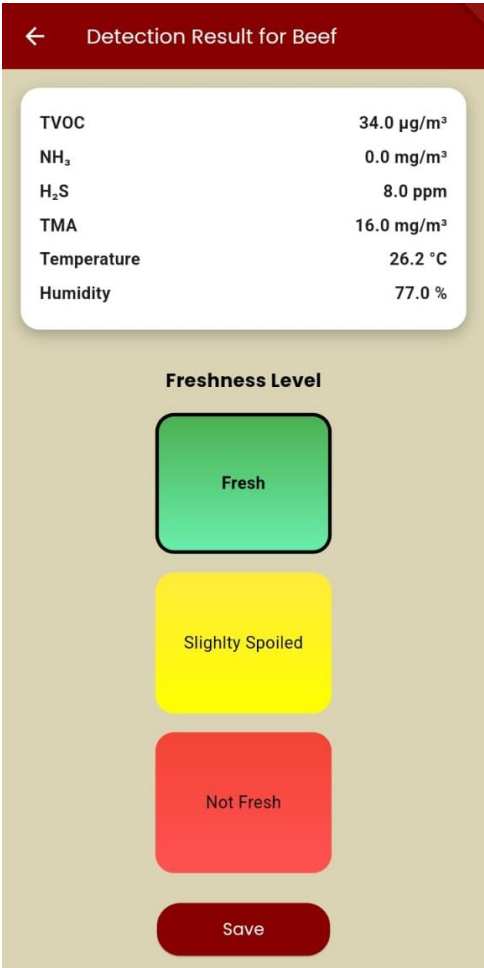 Detection Result for Beef
TVOC 34.0 µg/m³
NH₃ 0.0 mg/m³
H₂S 8.0 ppm
TMA 16.0 mg/m³
Temperature 26.2 °C
Humidity 77.0 %
Freshness Level
Fresh
Slighlty Spoiled
Not Fresh
Save